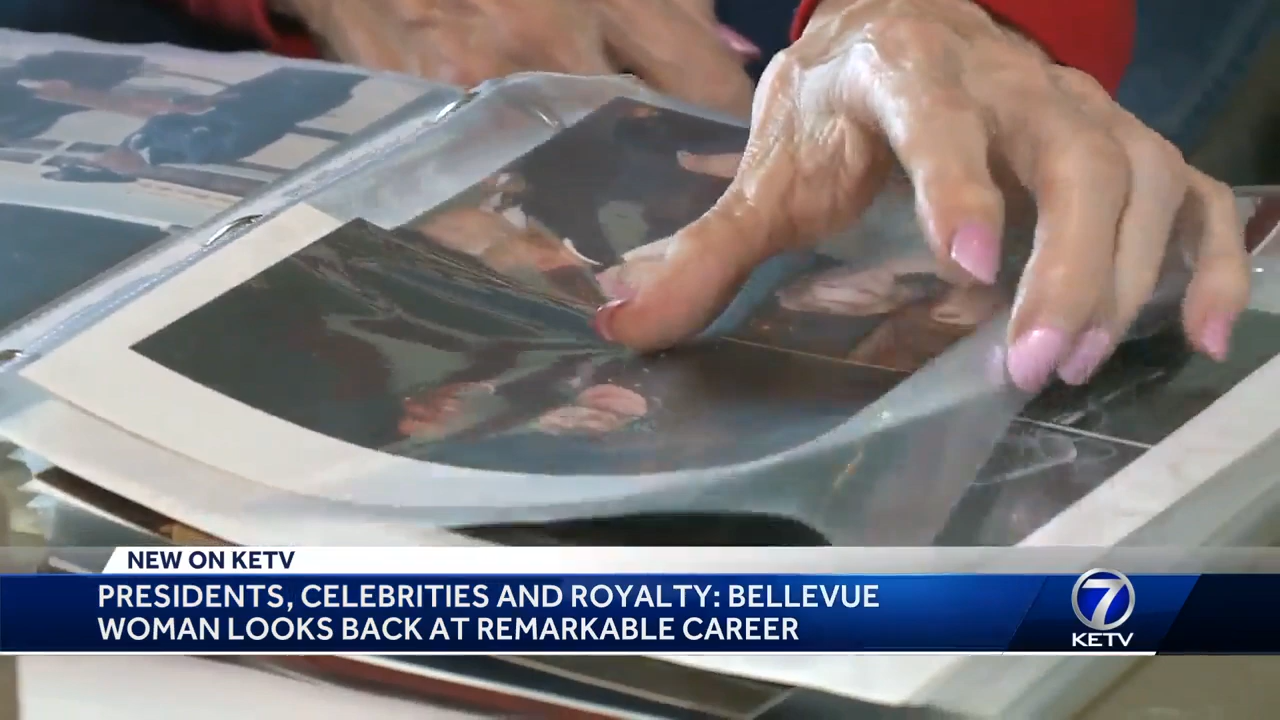 NEW ON KETV
PRESIDENTS, CELEBRITIES AND ROYALTY: BELLEVUE
WOMAN LOOKS BACK AT REMARKABLE CAREER
7
KETV